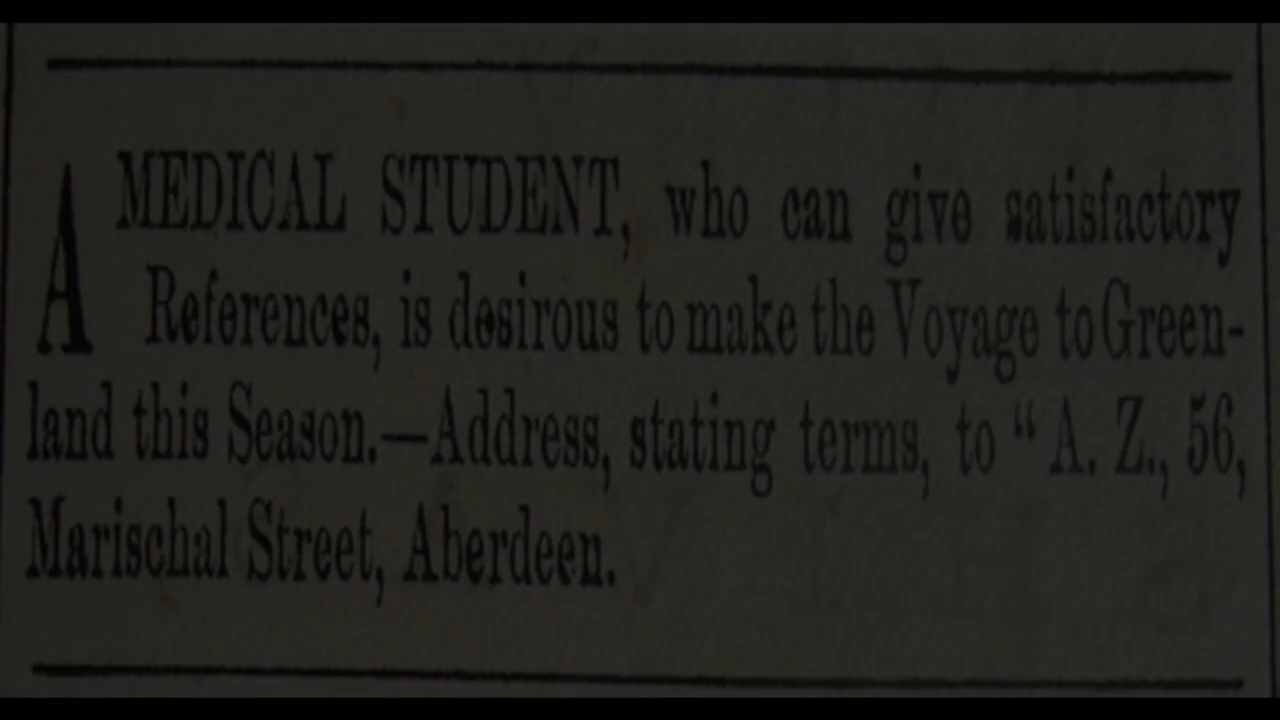 A MEDICAL STUDENT, who can give satisfactory
References, is desirous to make the Voyage to Green-
land this Season.—Address, stating terms, to “ A. Z., 56,
Marischal Street, Aberdeen.